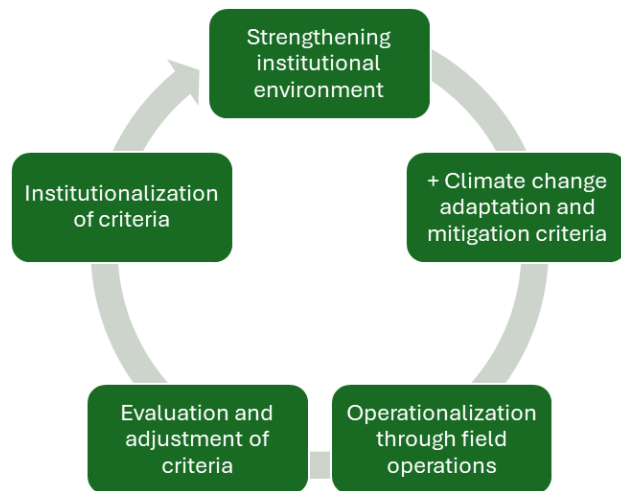 Strengthening
institutional
environment
+ Climate change
adaptation and
mitigation criteria
Operationalization
through field
operations
Evaluation and
adjustment of
criteria
Institutionalization
of criteria